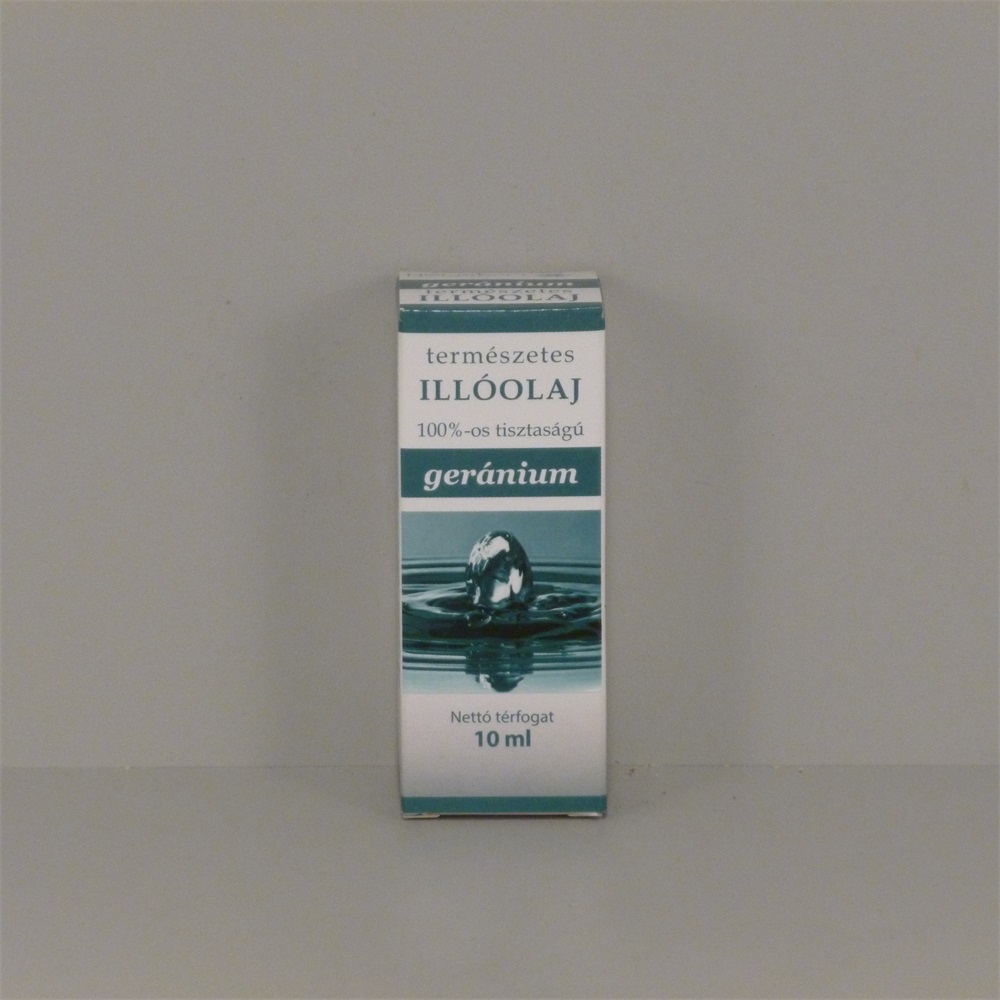 geránium
természetes
ILLÓOLAJ
természetes
ILLÓOLAJ
100%-os tisztaságú
geránium
Nettó térfogat
10 ml